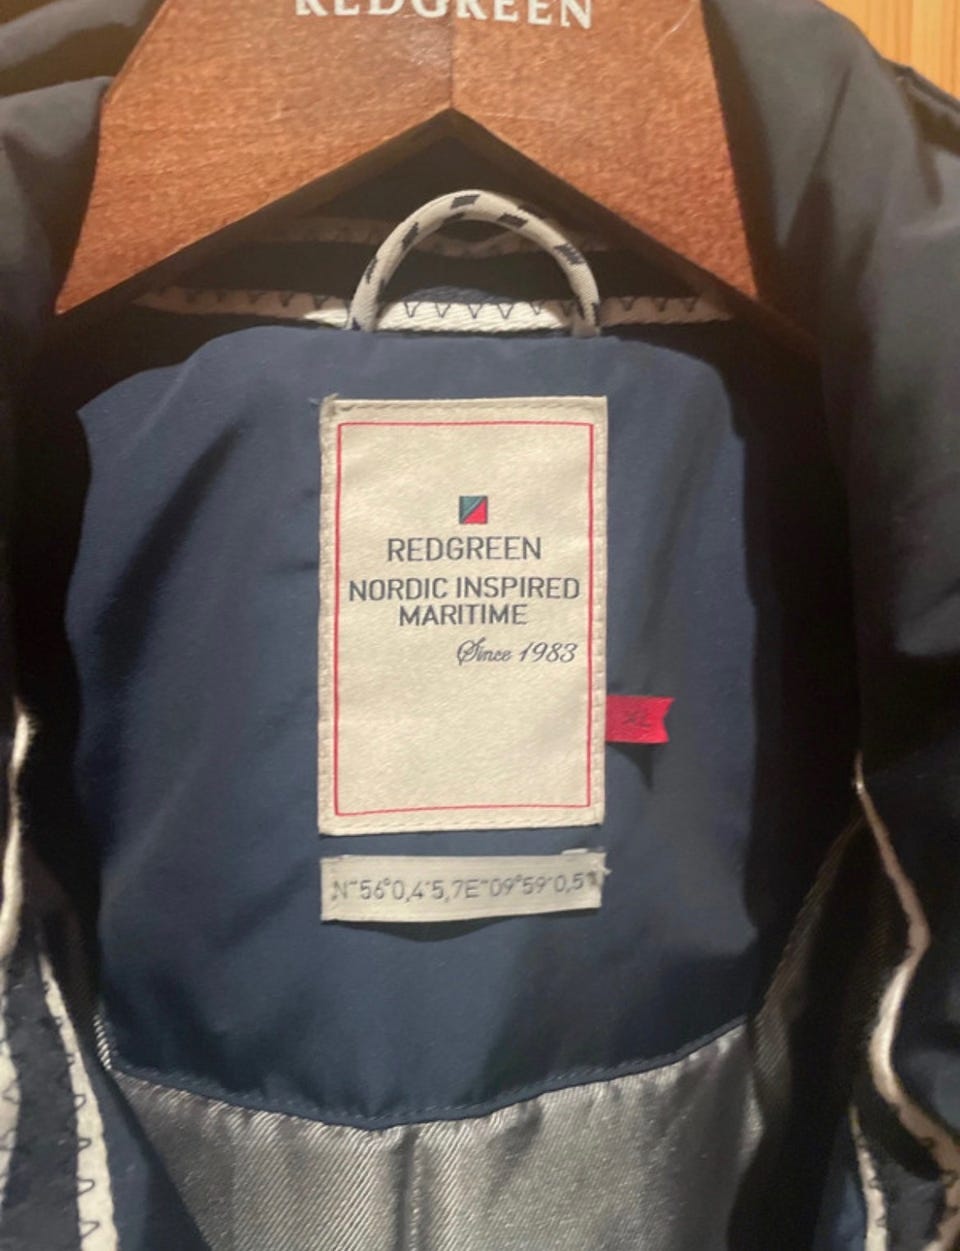 REDGREEN
REDGREEN
NORDIC INSPIRED
MARITIME
Since 1983
XL
N"56°0,4'5,7E"09°59'0,5"